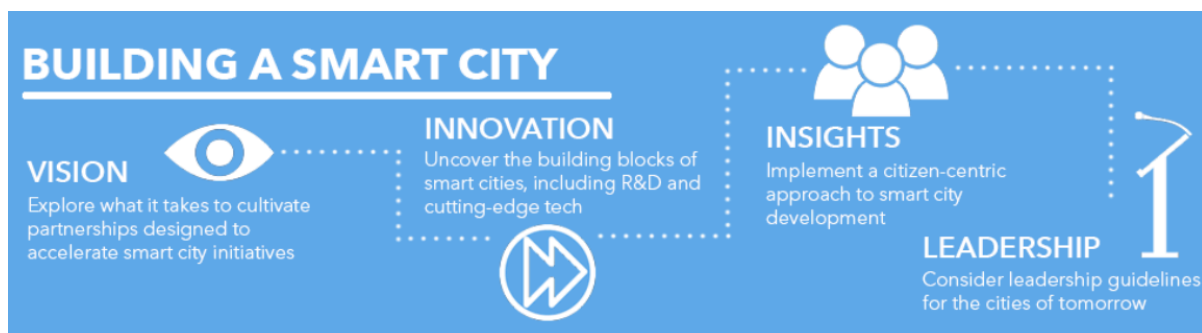 BUILDING A SMART CITY
VISION
Explore what it takes to cultivate
partnerships designed to
accelerate smart city initiatives
INNOVATION
Uncover the building blocks of
smart cities, including R&D and
cutting-edge tech
INSIGHTS
Implement a citizen-centric
approach to smart city
development
LEADERSHIP
Consider leadership guidelines
for the cities of tomorrow